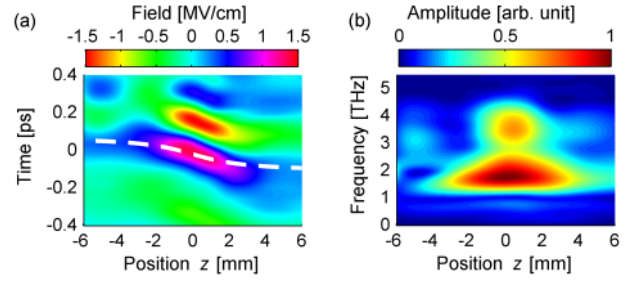 (a) Field [MV/cm]
-1.5 -1 -0.5 0 0.5 1 1.5
0.4
0.2
0
-0.2
-0.4
Time [ps]
-6 -4 -2 0 2 4 6
Position z [mm]
(b) Amplitude [arb. unit]
0 0.5 1
5
4
3
2
1
0
Frequency [THz]
-6 -4 -2 0 2 4 6
Position z [mm]